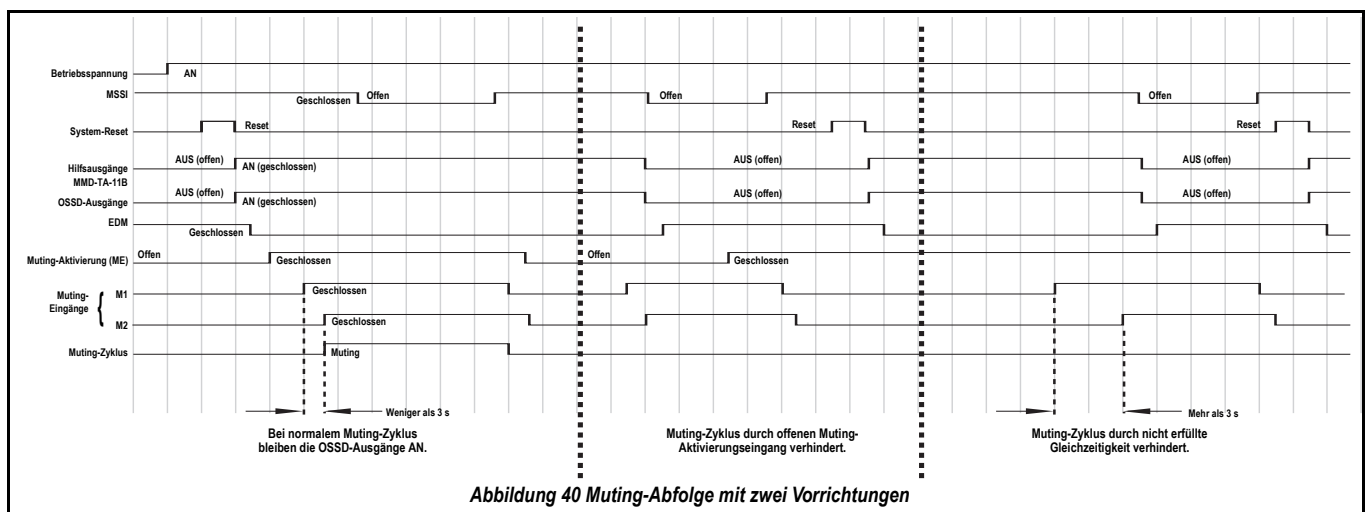 Betriebsspannung AN
MSSI Geschlossen Offen Offen Offen
System-Reset Reset Reset Reset
Hilfsausgänge AUS (offen) AN (geschlossen) AUS (offen) AUS (offen)
MMD-TA-11B
OSSD-Ausgänge AUS (offen) AN (geschlossen) AUS (offen) AUS (offen)
EDM Geschlossen
Muting-Aktivierung (ME) Offen Geschlossen Offen Geschlossen
Muting-
Eingänge
{
M1 Geschlossen
M2 Geschlossen
Muting-Zyklus Muting
Weniger als 3 s
Mehr als 3 s
Bei normalem Muting-Zyklus
bleiben die OSSD-Ausgänge AN.
Muting-Zyklus durch offenen Muting-
Aktivierungseingang verhindert.
Muting-Zyklus durch nicht erfüllte
Gleichzeitigkeit verhindert.
Abbildung 40 Muting-Abfolge mit zwei Vorrichtungen